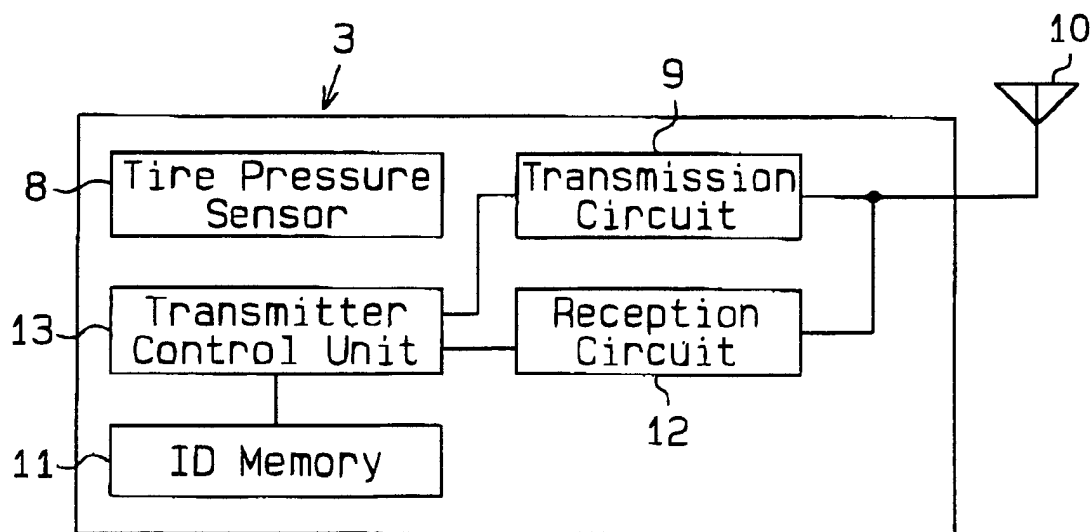 3
10
9
8
Tire Pressure
Sensor
Transmission
Circuit
13
Transmitter
Control Unit
Reception
Circuit
12
11
ID Memory